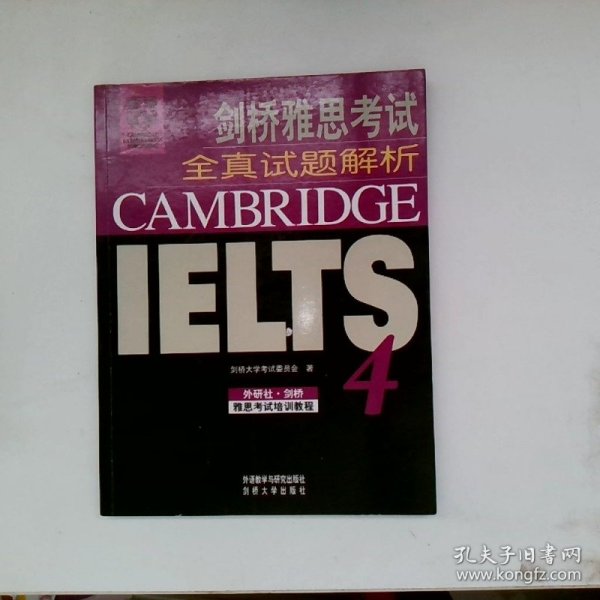 剑桥雅思考试
全真试题解析
CAMBRIDGE
IELTS
4
剑桥大学考试委员会 著
外研社·剑桥
雅思考试培训教程
外语教学与研究出版社
剑桥大学出版社
孔夫子旧书网
www.kongfz.com